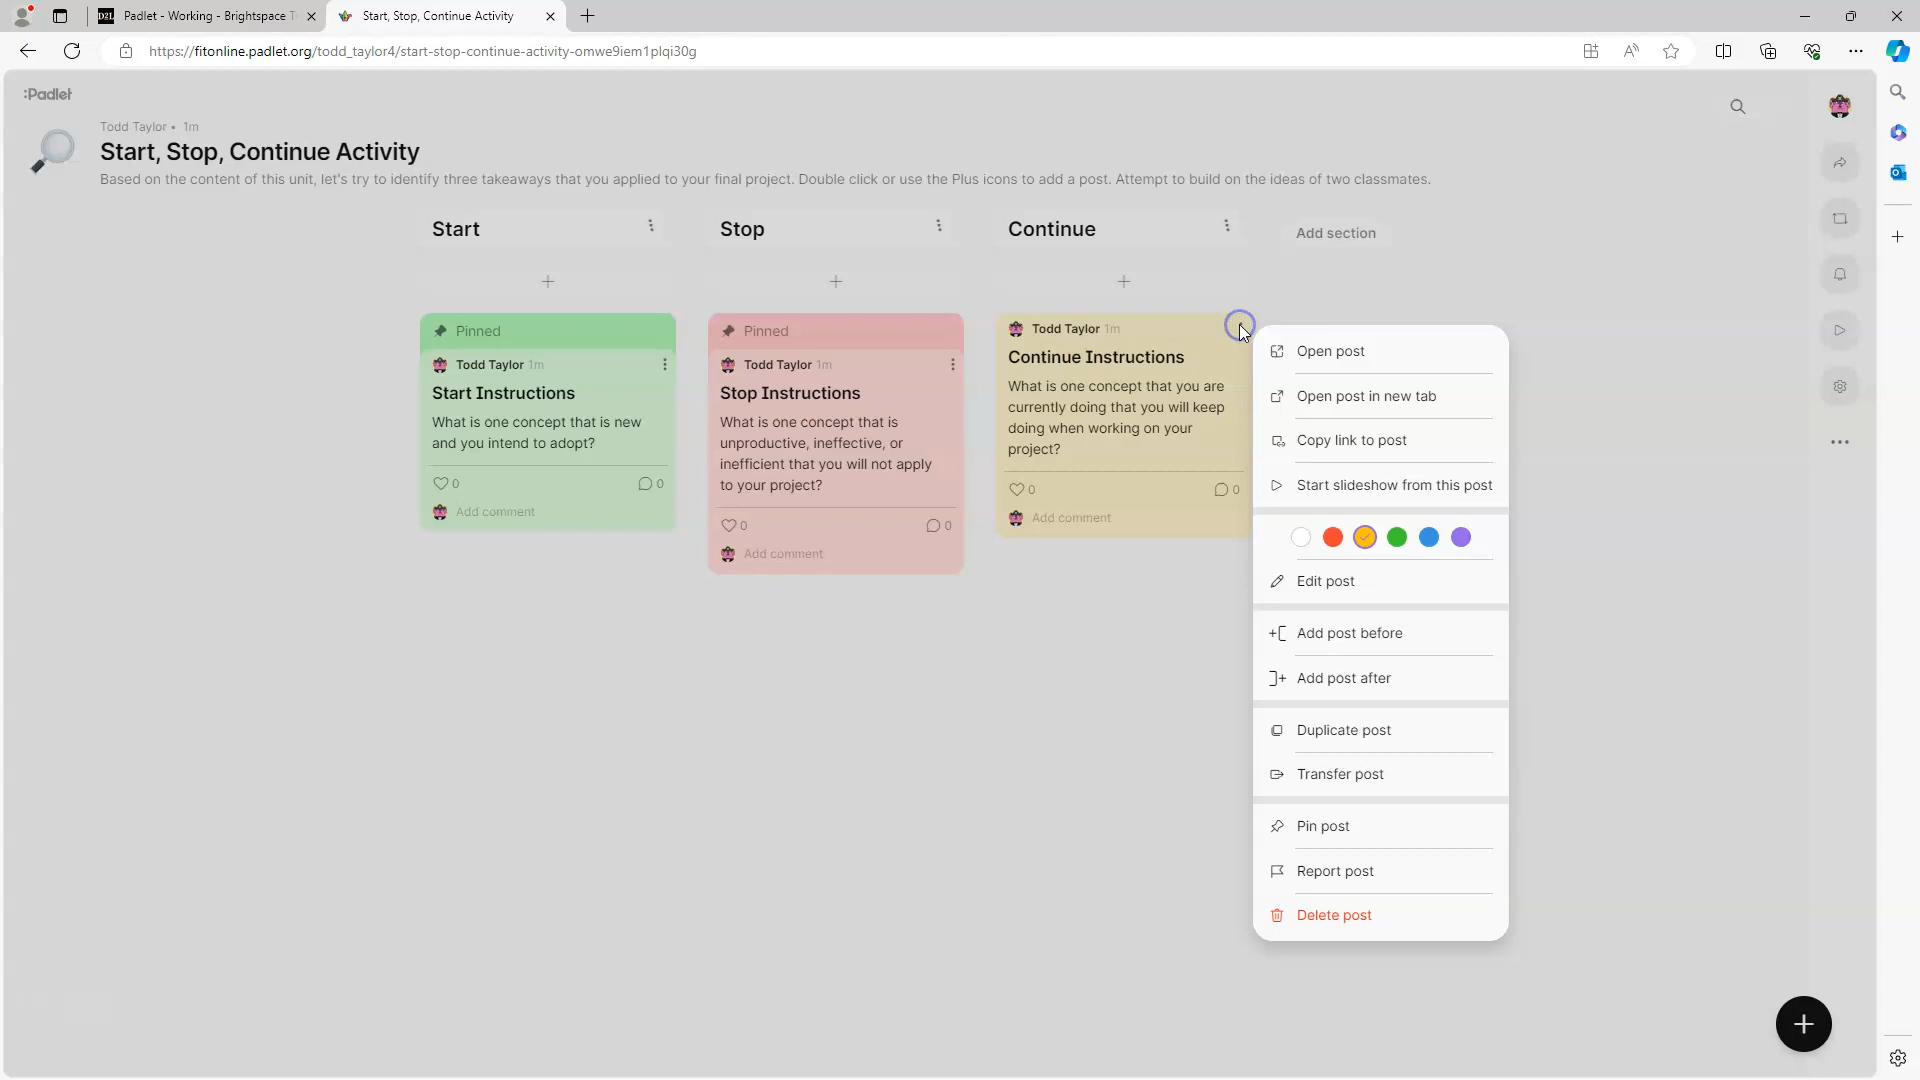 Padlet - Working - Brightspace T
Start, Stop, Continue Activity
https://fitonline.padlet.org/todd_taylor4/start-stop-continue-activity-omwe9iem1plqi30g
:Padlet
Todd Taylor • 1m
Start, Stop, Continue Activity
Based on the content of this unit, let's try to identify three takeaways that you applied to your final project. Double click or use the Plus icons to add a post. Attempt to build on the ideas of two classmates.
Start
Pinned
Todd Taylor 1m
Start Instructions
What is one concept that is new
and you intend to adopt?
0
0
Add comment
Stop
Pinned
Todd Taylor 1m
Stop Instructions
What is one concept that is
unproductive, ineffective, or
inefficient that you will not apply
to your project?
0
0
Add comment
Continue
Todd Taylor 1m
Continue Instructions
What is one concept that you are
currently doing that you will keep
doing when working on your
project?
0
0
Add comment
Add section
Open post
Open post in new tab
Copy link to post
Start slideshow from this post
Edit post
Add post before
Add post after
Duplicate post
Transfer post
Pin post
Report post
Delete post